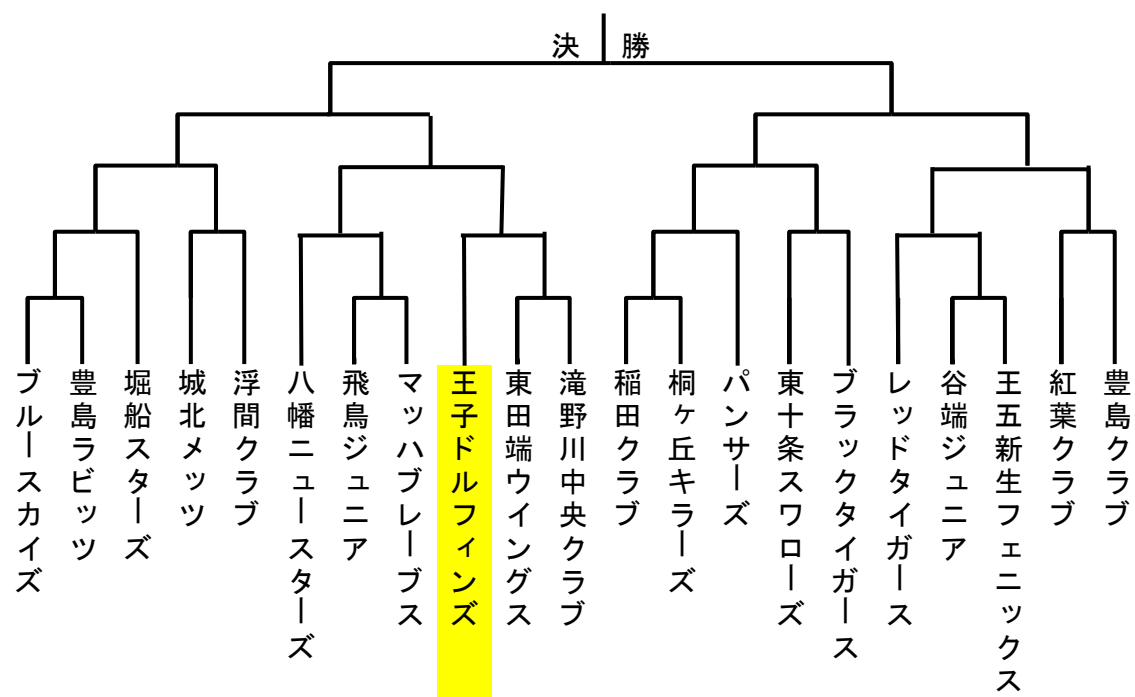 決勝
ブルースカイズ
豊島ラビッツ
堀船スターズ
城北メッツ
浮間クラブ
八幡ニュースターズ
飛鳥ジュニア
マッハブレーブス
王子ドルフィンズ
東田端ウイングス
滝野川中央クラブ
稲田クラブ
桐ヶ丘キラーズ
パンサーズ
東十条スワローズ
ブラックタイガース
レッドタイガース
谷端ジュニア
王五新生フェニックス
紅葉クラブ
豊島クラブ